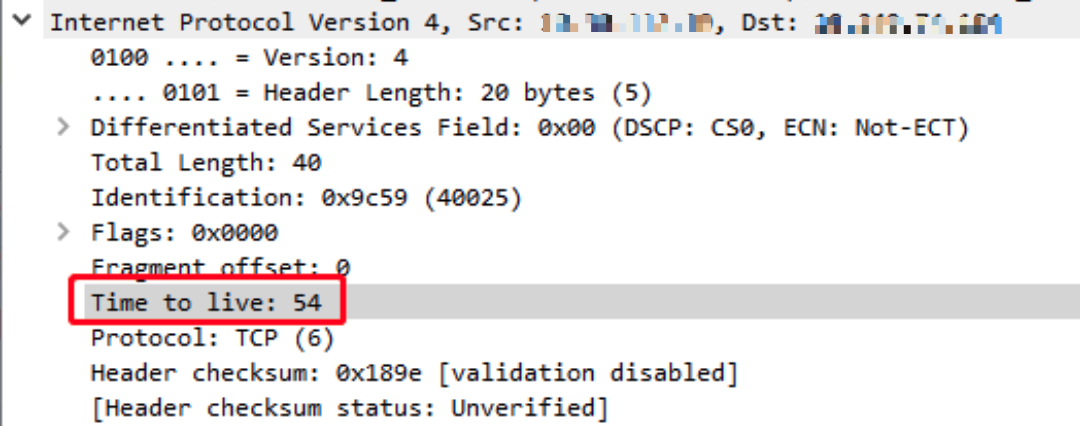 Internet Protocol Version 4, Src: , Dst:
0100 .... = Version: 4
.... 0101 = Header Length: 20 bytes (5)
Differentiated Services Field: 0x00 (DSCP: CS0, ECN: Not-ECT)
Total Length: 40
Identification: 0x9c59 (40025)
Flags: 0x0000
Fragment offset: 0
Time to live: 54
Protocol: TCP (6)
Header checksum: 0x189e [validation disabled]
[Header checksum status: Unverified]